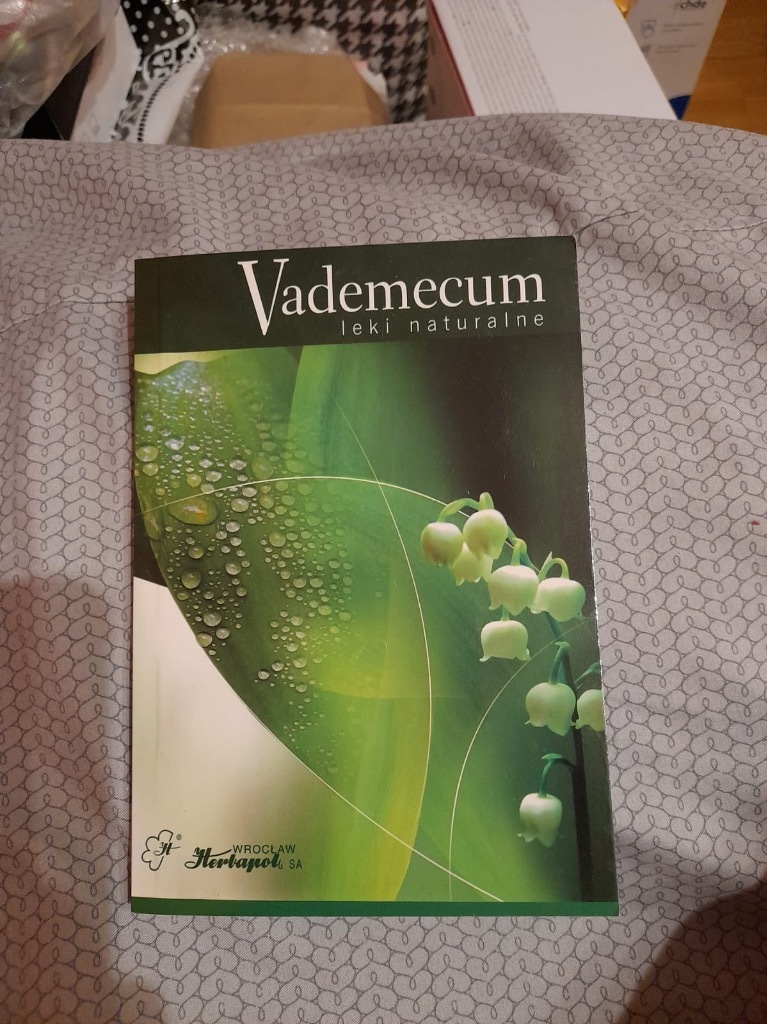 Vademecum
leki naturalne
H ®
WROCŁAW
Herbapol SA